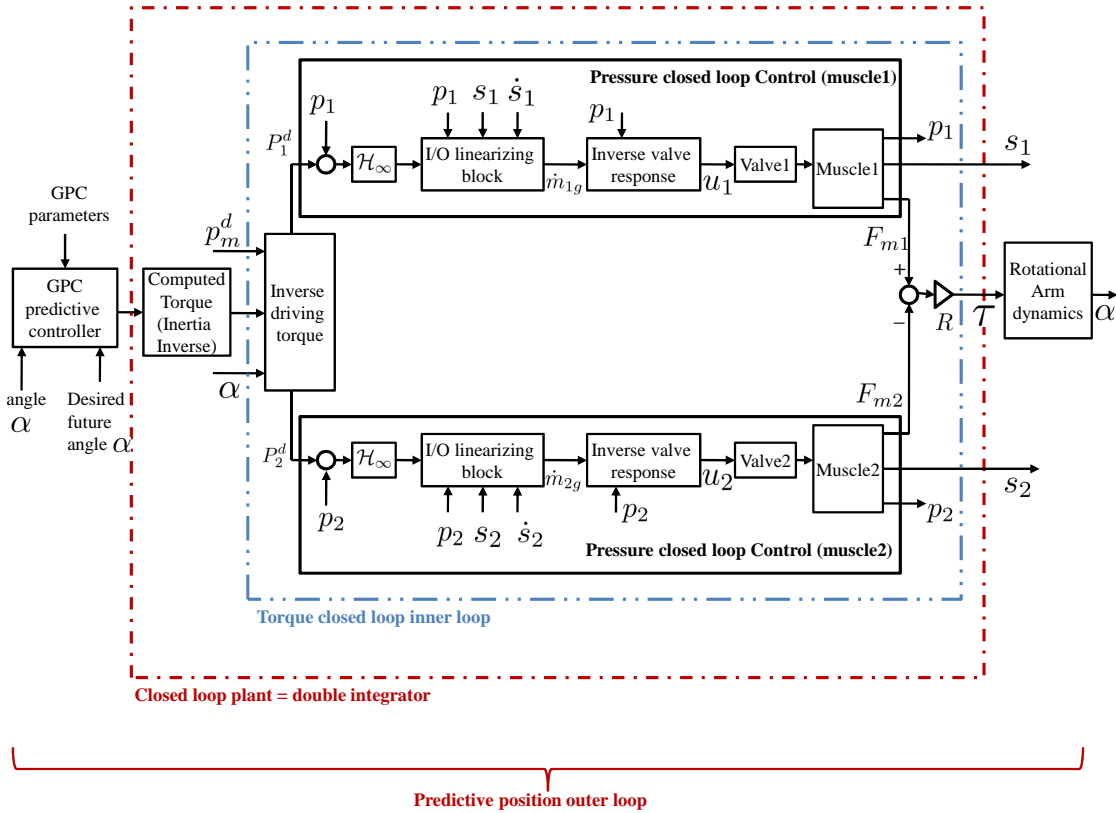 Pressure closed loop Control (muscle1)
p₁
p₁ s₁ ṡ₁
p₁
P₁ᵈ
ℋ∞
I/O linearizing
block
ṁ₁g
Inverse valve
response
u₁
Valve1
Muscle1
p₁
s₁
GPC
parameters
pₘᵈ
Fₘ₁
GPC
predictive
controller
Computed
Torque
(Inertia
Inverse)
Inverse
driving
torque
+
−
R
τ
Rotational
Arm
dynamics
α
angle
α
Desired
future
angle α
α
Fₘ₂
P₂ᵈ
ℋ∞
I/O linearizing
block
ṁ₂g
Inverse valve
response
u₂
Valve2
Muscle2
s₂
p₂
p₂
p₂ s₂ ṡ₂
p₂
Pressure closed loop Control (muscle2)
Torque closed loop inner loop
Closed loop plant = double integrator
Predictive position outer loop